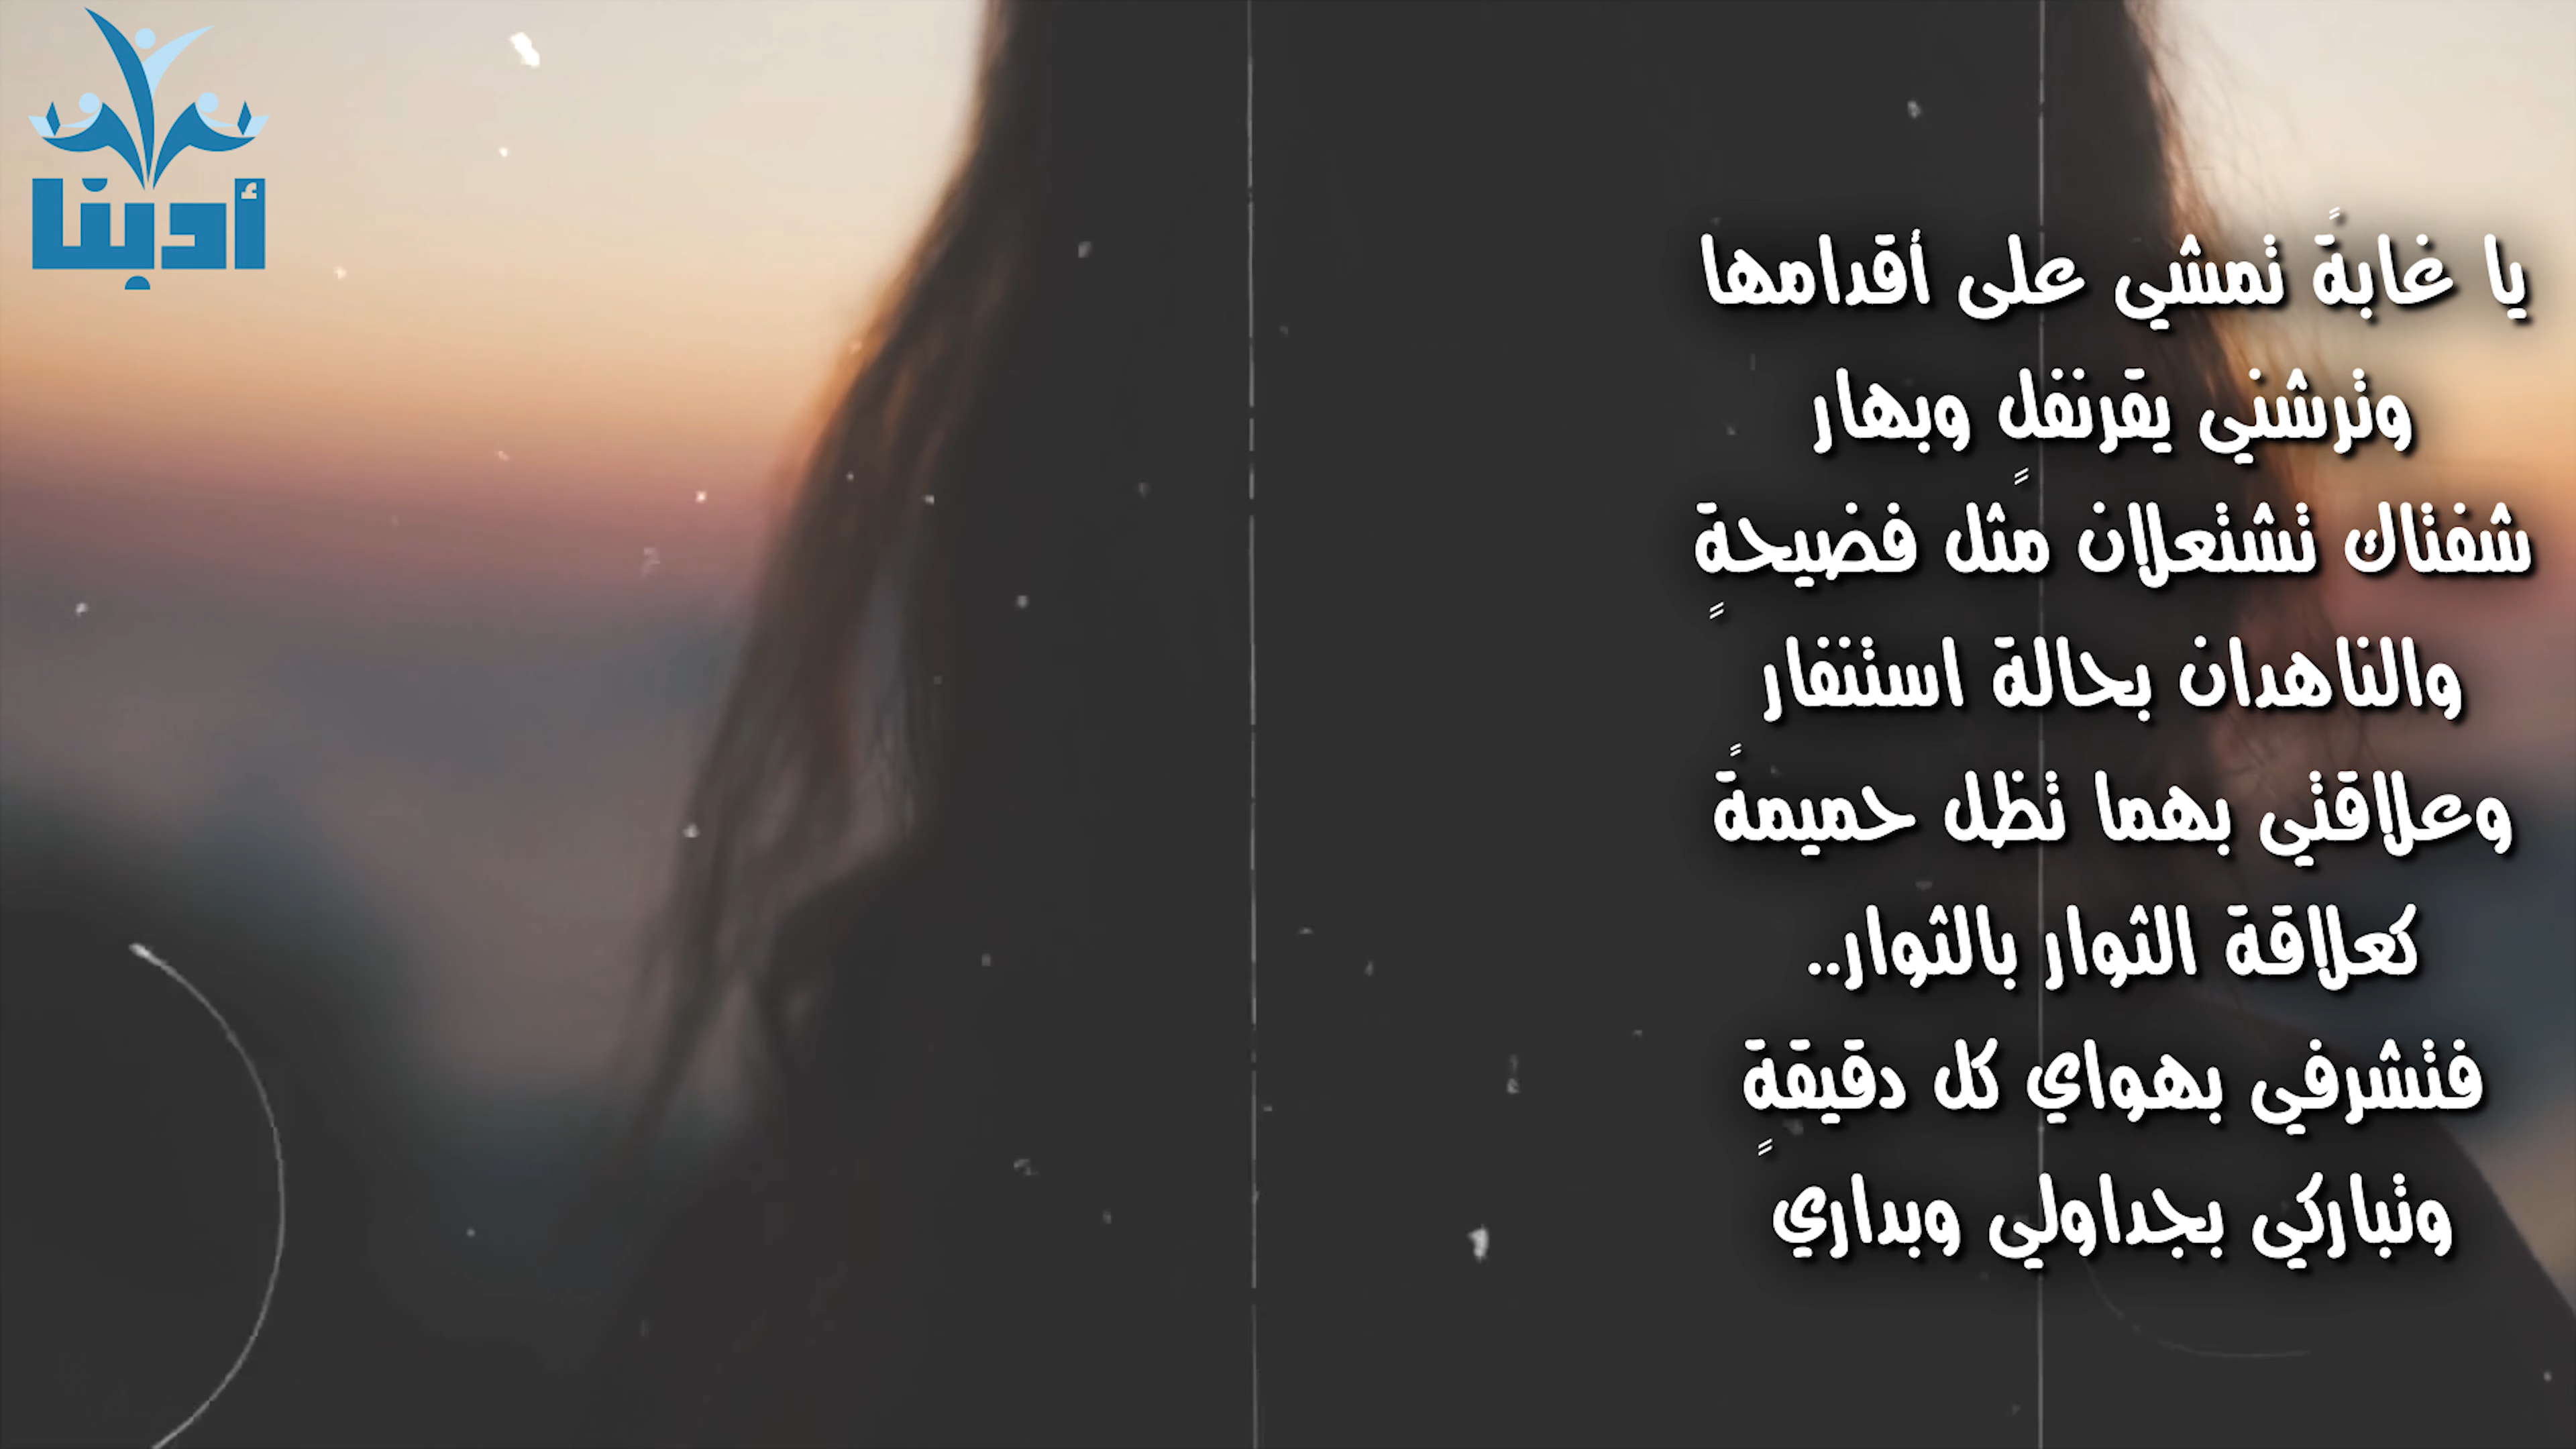 أدبنا
يا غابةً تمشي على أقدامها
وترشني يقرنفلٍ وبهار
شفتاك تشتعلان مثل فضيحةٍ
والناهدان بحالة استنفار
وعلاقتي بهما تظل حميمةً
كعلاقة الثوار بالثوار..
فتشرفي بهواي كل دقيقةٍ
وتباركي بجداولي وبداري